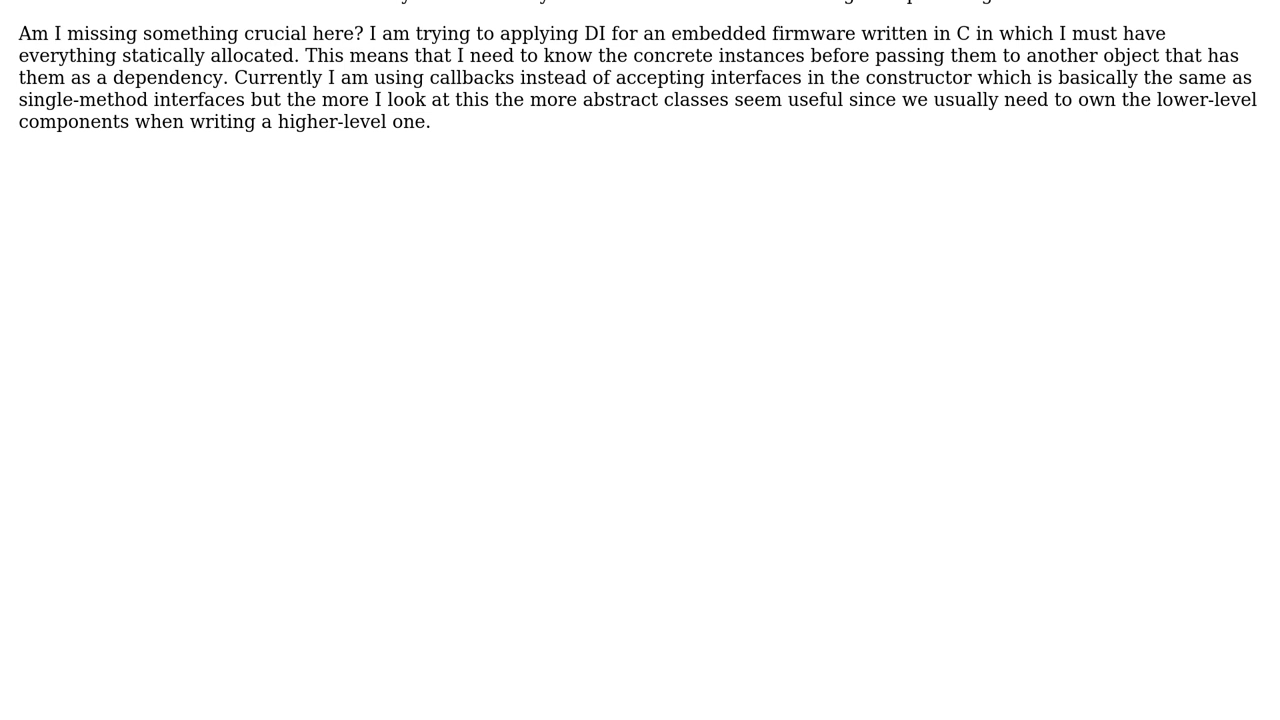 Am I missing something crucial here? I am trying to applying DI for an embedded firmware written in C in which I must have
everything statically allocated. This means that I need to know the concrete instances before passing them to another object that has
them as a dependency. Currently I am using callbacks instead of accepting interfaces in the constructor which is basically the same as
single-method interfaces but the more I look at this the more abstract classes seem useful since we usually need to own the lower-level
components when writing a higher-level one.